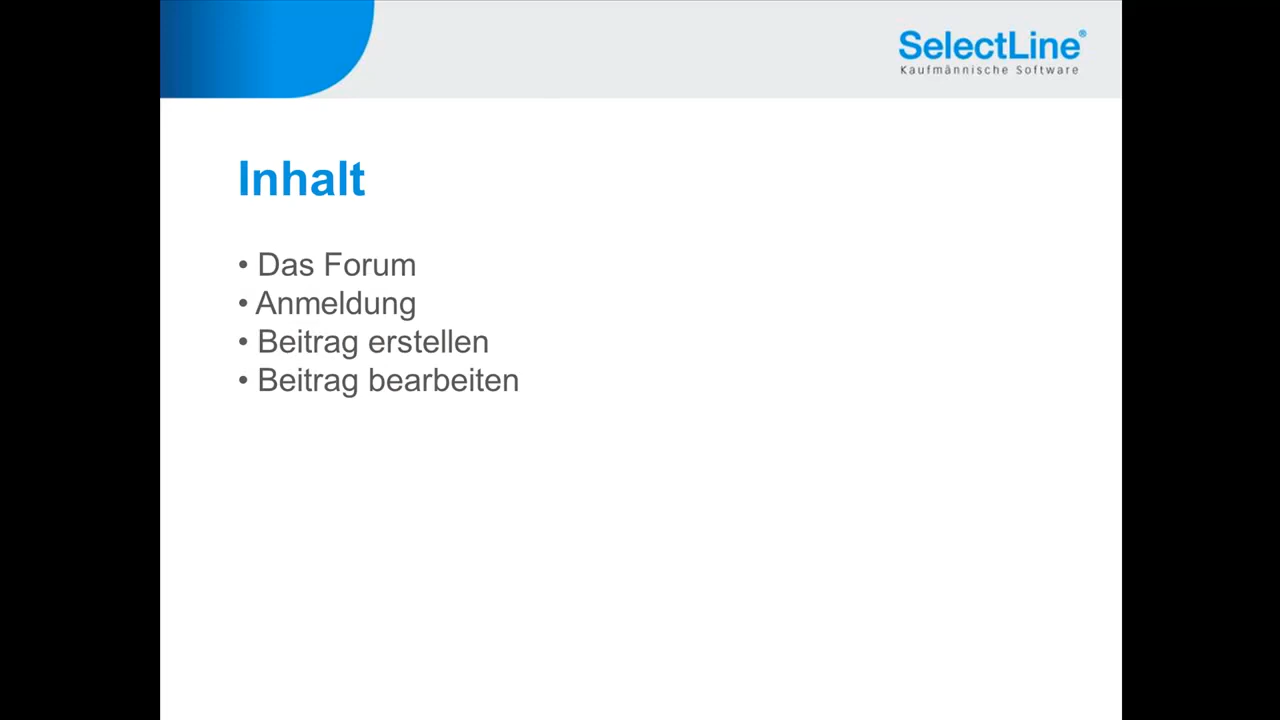 SelectLine®
Kaufmännische Software
Inhalt
• Das Forum
• Anmeldung
• Beitrag erstellen
• Beitrag bearbeiten